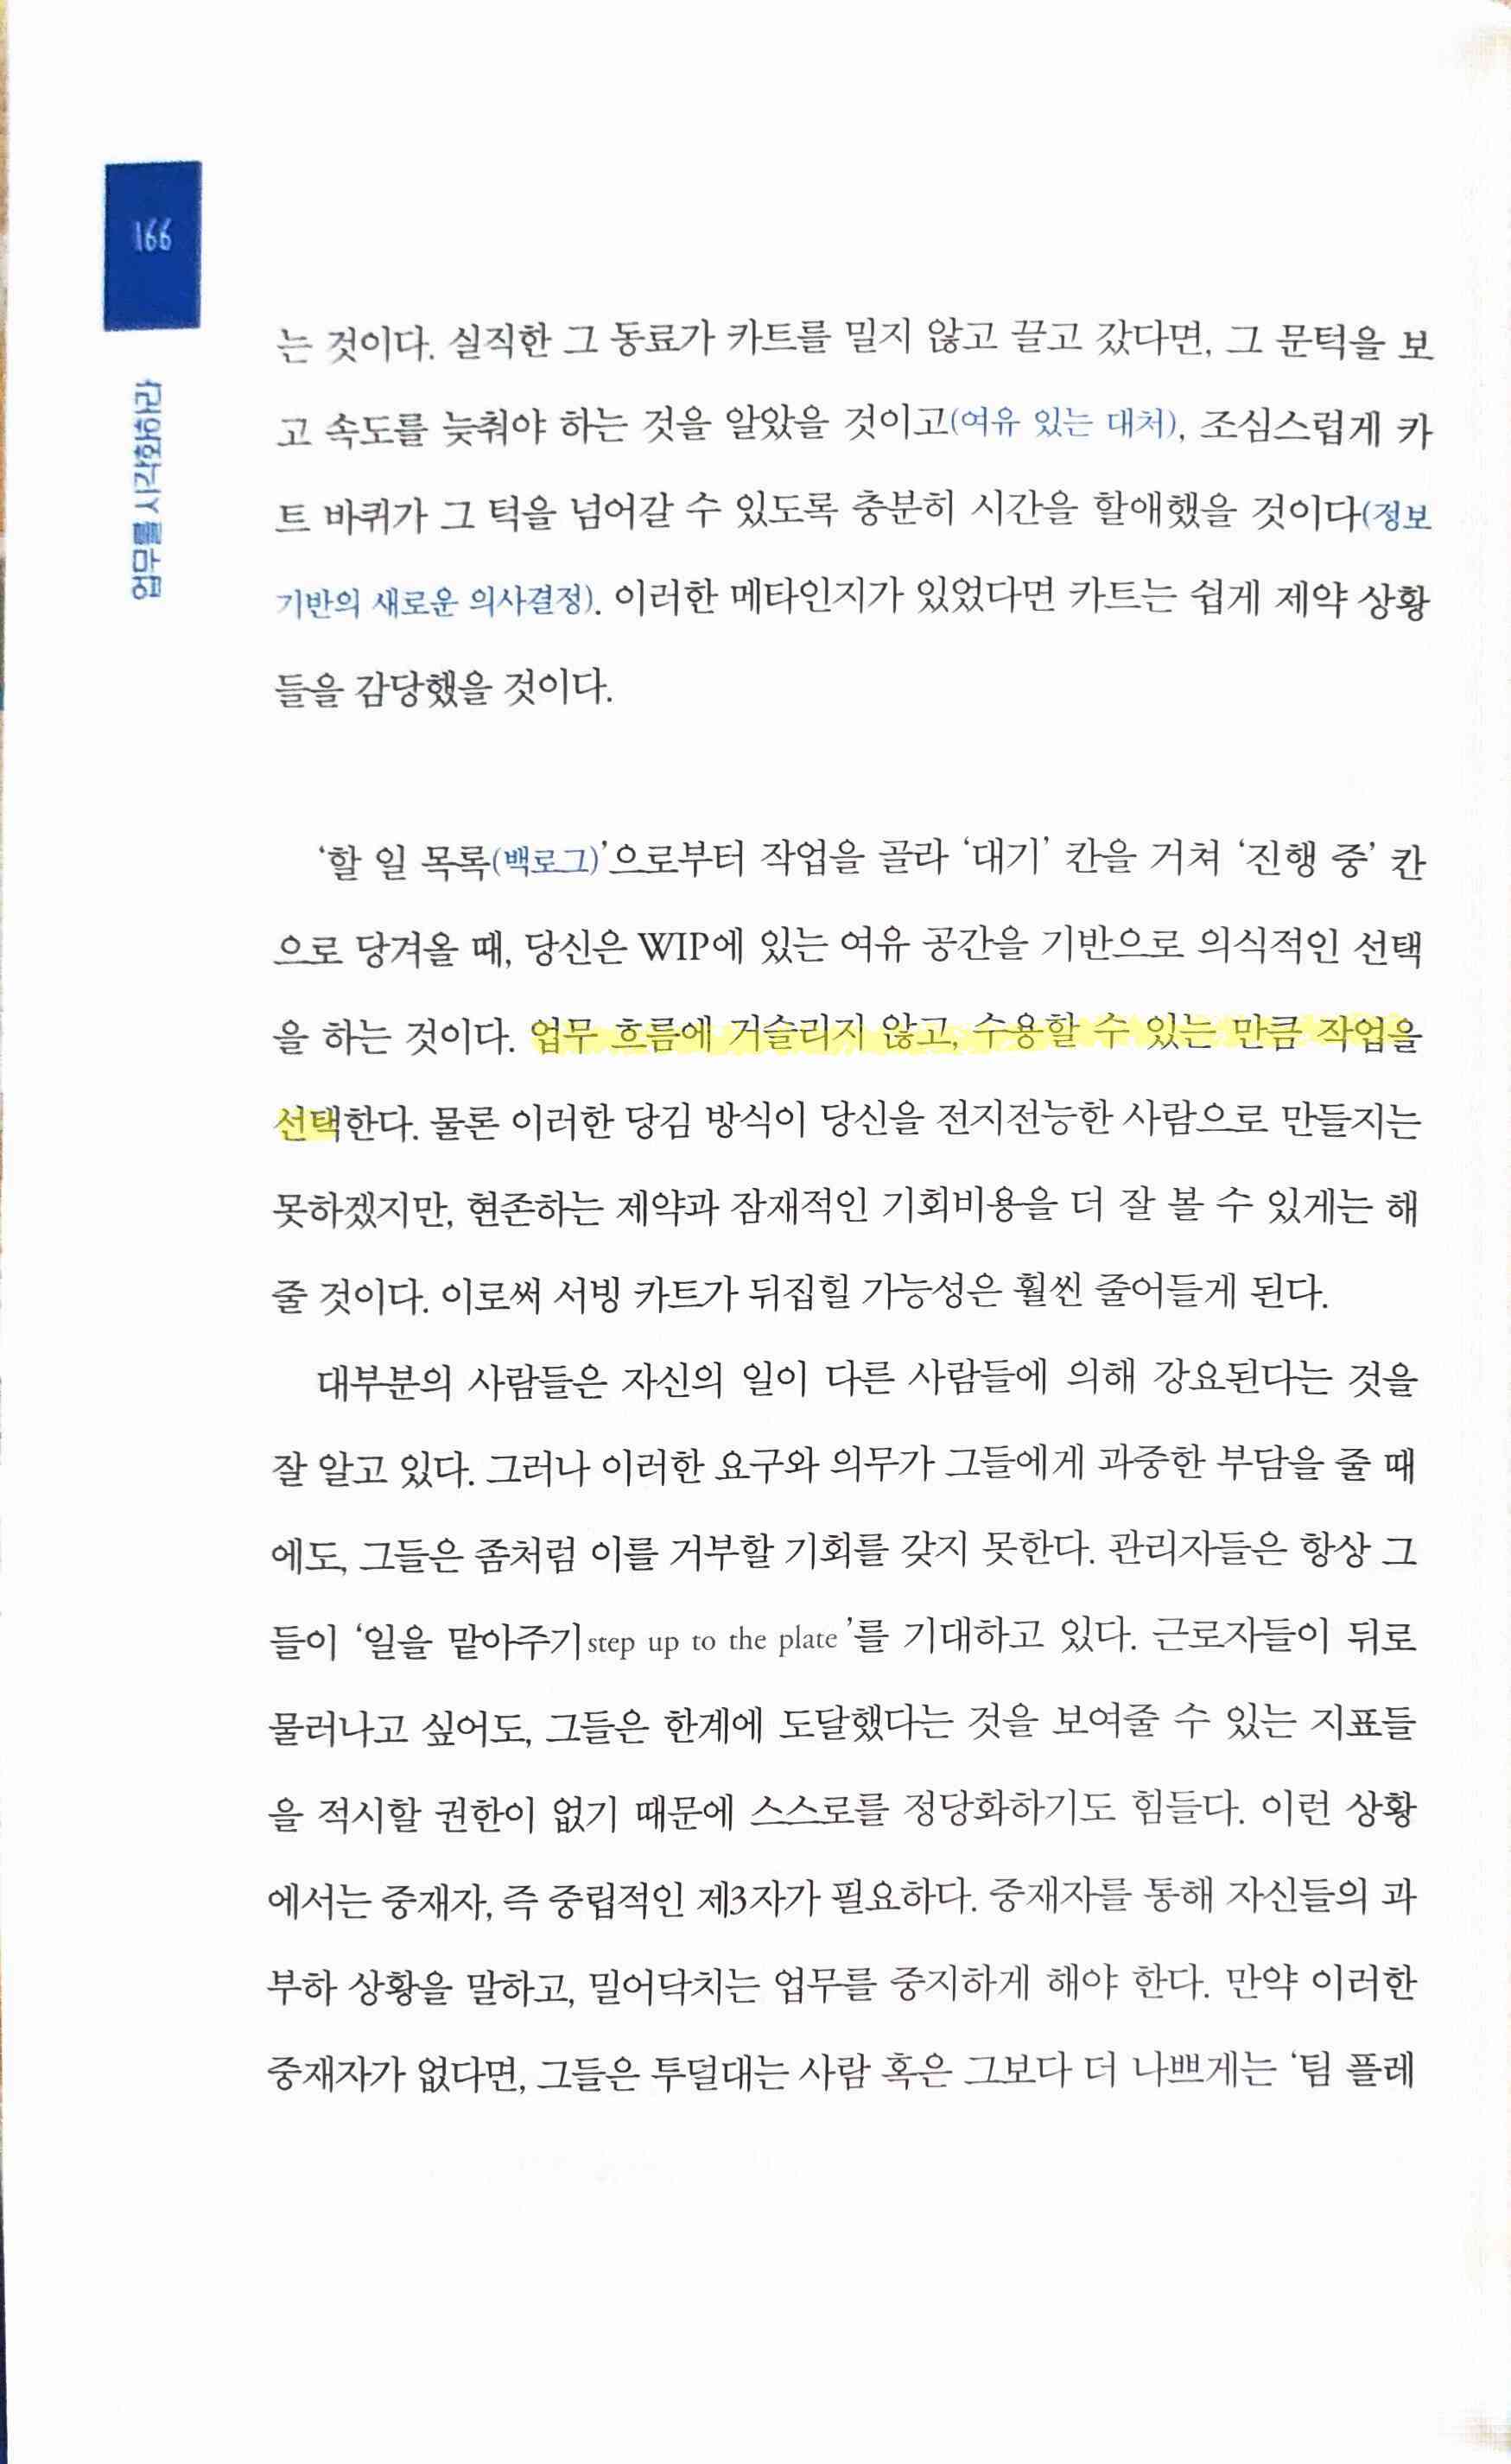 166
업무를 시각화하라
는 것이다. 실직한 그 동료가 카트를 밀지 않고 끌고 갔다면, 그 문턱을 보
고 속도를 늦춰야 하는 것을 알았을 것이고(여유 있는 대처), 조심스럽게 카
트 바퀴가 그 턱을 넘어갈 수 있도록 충분히 시간을 할애했을 것이다(정보
기반의 새로운 의사결정). 이러한 메타인지가 있었다면 카트는 쉽게 제약 상황
들을 감당했을 것이다.
‘할 일 목록(백로그)’으로부터 작업을 골라 ‘대기’ 칸을 거쳐 ‘진행 중’ 칸
으로 당겨올 때, 당신은 WIP에 있는 여유 공간을 기반으로 의식적인 선택
을 하는 것이다. 업무 흐름에 거슬리지 않고, 수용할 수 있는 만큼 작업을
선택한다. 물론 이러한 당김 방식이 당신을 전지전능한 사람으로 만들지는
못하겠지만, 현존하는 제약과 잠재적인 기회비용을 더 잘 볼 수 있게는 해
줄 것이다. 이로써 서빙 카트가 뒤집힐 가능성은 훨씬 줄어들게 된다.
대부분의 사람들은 자신의 일이 다른 사람들에 의해 강요된다는 것을
잘 알고 있다. 그러나 이러한 요구와 의무가 그들에게 과중한 부담을 줄 때
에도, 그들은 좀처럼 이를 거부할 기회를 갖지 못한다. 관리자들은 항상 그
들이 ‘일을 맡아주기step up to the plate’를 기대하고 있다. 근로자들이 뒤로
물러나고 싶어도, 그들은 한계에 도달했다는 것을 보여줄 수 있는 지표들
을 적시할 권한이 없기 때문에 스스로를 정당화하기도 힘들다. 이런 상황
에서는 중재자, 즉 중립적인 제3자가 필요하다. 중재자를 통해 자신들의 과
부하 상황을 말하고, 밀어닥치는 업무를 중지하게 해야 한다. 만약 이러한
중재자가 없다면, 그들은 투덜대는 사람 혹은 그보다 더 나쁘게는 ‘팀 플레